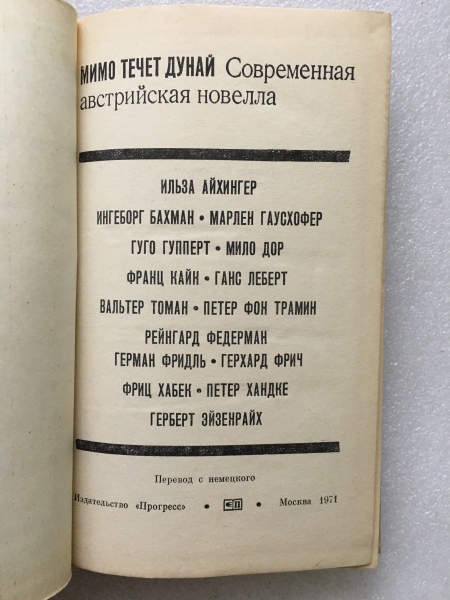 МИМО ТЕЧЕТ ДУНАЙ Современная
австрийская новелла
ИЛЬЗА АЙХИНГЕР
ИНГЕБОРГ БАХМАН • МАРЛЕН ГАУСХОФЕР
ГУГО ГУППЕРТ • МИЛО ДОР
ФРАНЦ КАЙН • ГАНС ЛЕБЕРТ
ВАЛЬТЕР ТОМАН • ПЕТЕР ФОН ТРАМИН
РЕЙНГАРД ФЕДЕРМАН
ГЕРМАН ФРИДЛЬ • ГЕРХАРД ФРИЧ
ФРИЦ ХАБЕК • ПЕТЕР ХАНДКЕ
ГЕРБЕРТ ЭЙЗЕНРАЙХ
Перевод с немецкого
Издательство «Прогресс» • • Москва 1971